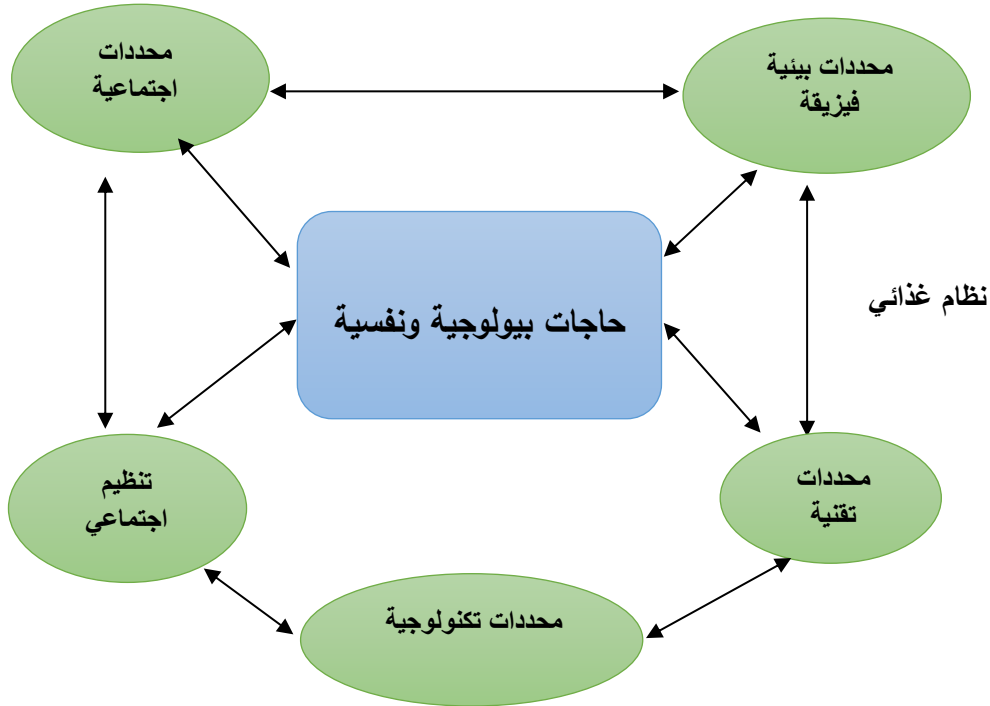 محددات بيئية
فيزيقة
محددات
اجتماعية
نظام غذائي
حاجات بيولوجية ونفسية
محددات
تقنية
تنظيم
اجتماعي
محددات تكنولوجية